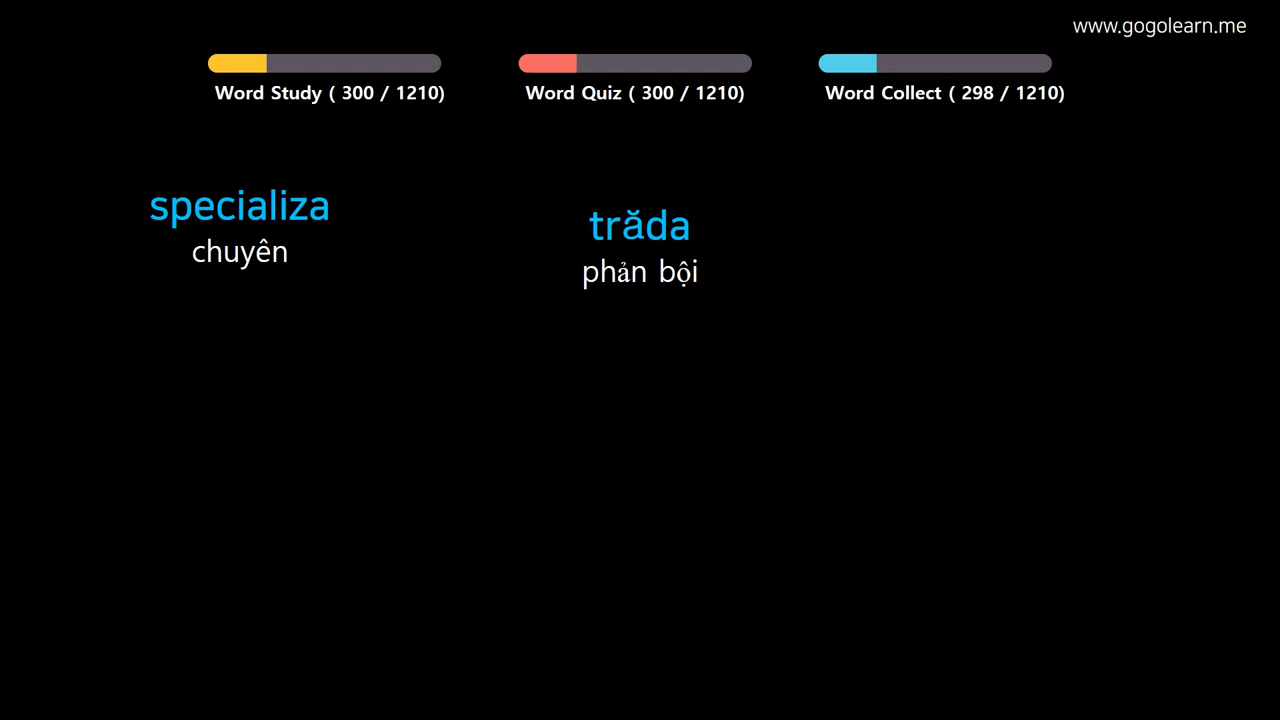 www.gogolearn.me
Word Study ( 300 / 1210)
Word Quiz ( 300 / 1210)
Word Collect ( 298 / 1210)
specializa
chuyên
trăda
phản bội